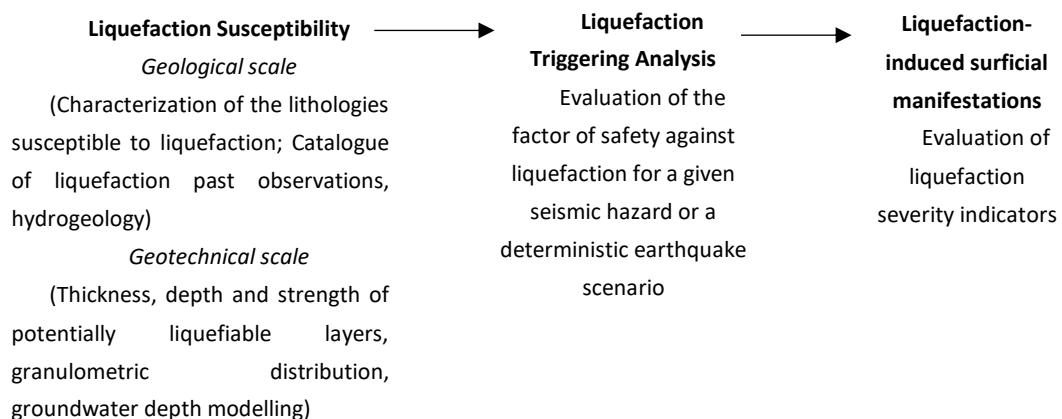 Liquefaction Susceptibility
Geological scale
(Characterization of the lithologies
susceptible to liquefaction; Catalogue
of liquefaction past observations,
hydrogeology)
Geotechnical scale
(Thickness, depth and strength of
potentially liquefiable layers,
granulometric distribution,
groundwater depth modelling)
Liquefaction
Triggering Analysis
Evaluation of the
factor of safety against
liquefaction for a given
seismic hazard or a
deterministic earthquake
scenario
Liquefaction-
induced surficial
manifestations
Evaluation of
liquefaction
severity indicators